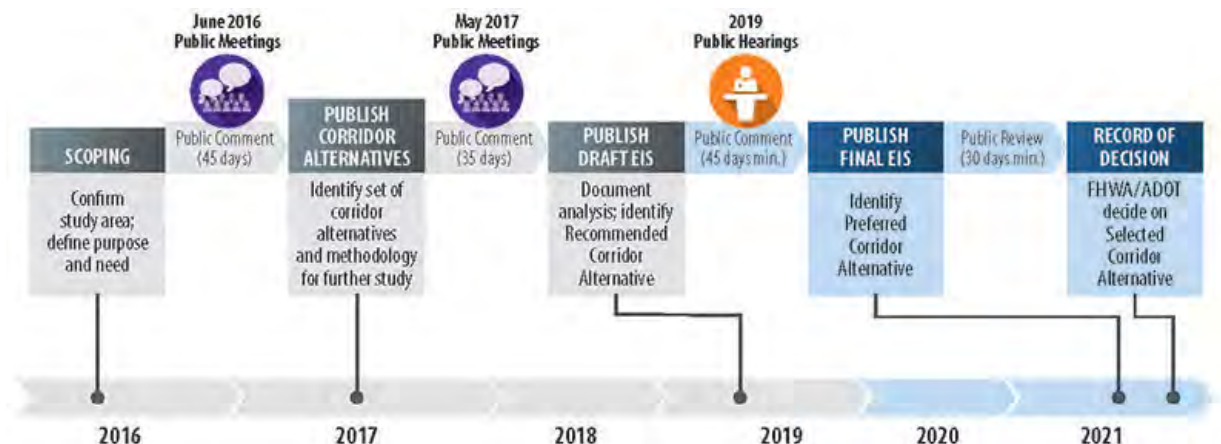 June 2016
Public Meetings
May 2017
Public Meetings
2019
Public Hearings
SCOPING
Confirm
study area;
define purpose
and need
Public Comment
(45 days)
PUBLISH
CORRIDOR
ALTERNATIVES
Identify set of
corridor
alternatives
and methodology
for further study
Public Comment
(35 days)
PUBLISH
DRAFT EIS
Document
analysis; identify
Recommended
Corridor
Alternative
Public Comment
(45 days min.)
PUBLISH
FINAL EIS
Identify
Preferred
Corridor
Alternative
Public Review
(30 days min.)
RECORD OF
DECISION
FHWA/ADOT
decide on
Selected
Corridor
Alternative
2016
2017
2018
2019
2020
2021